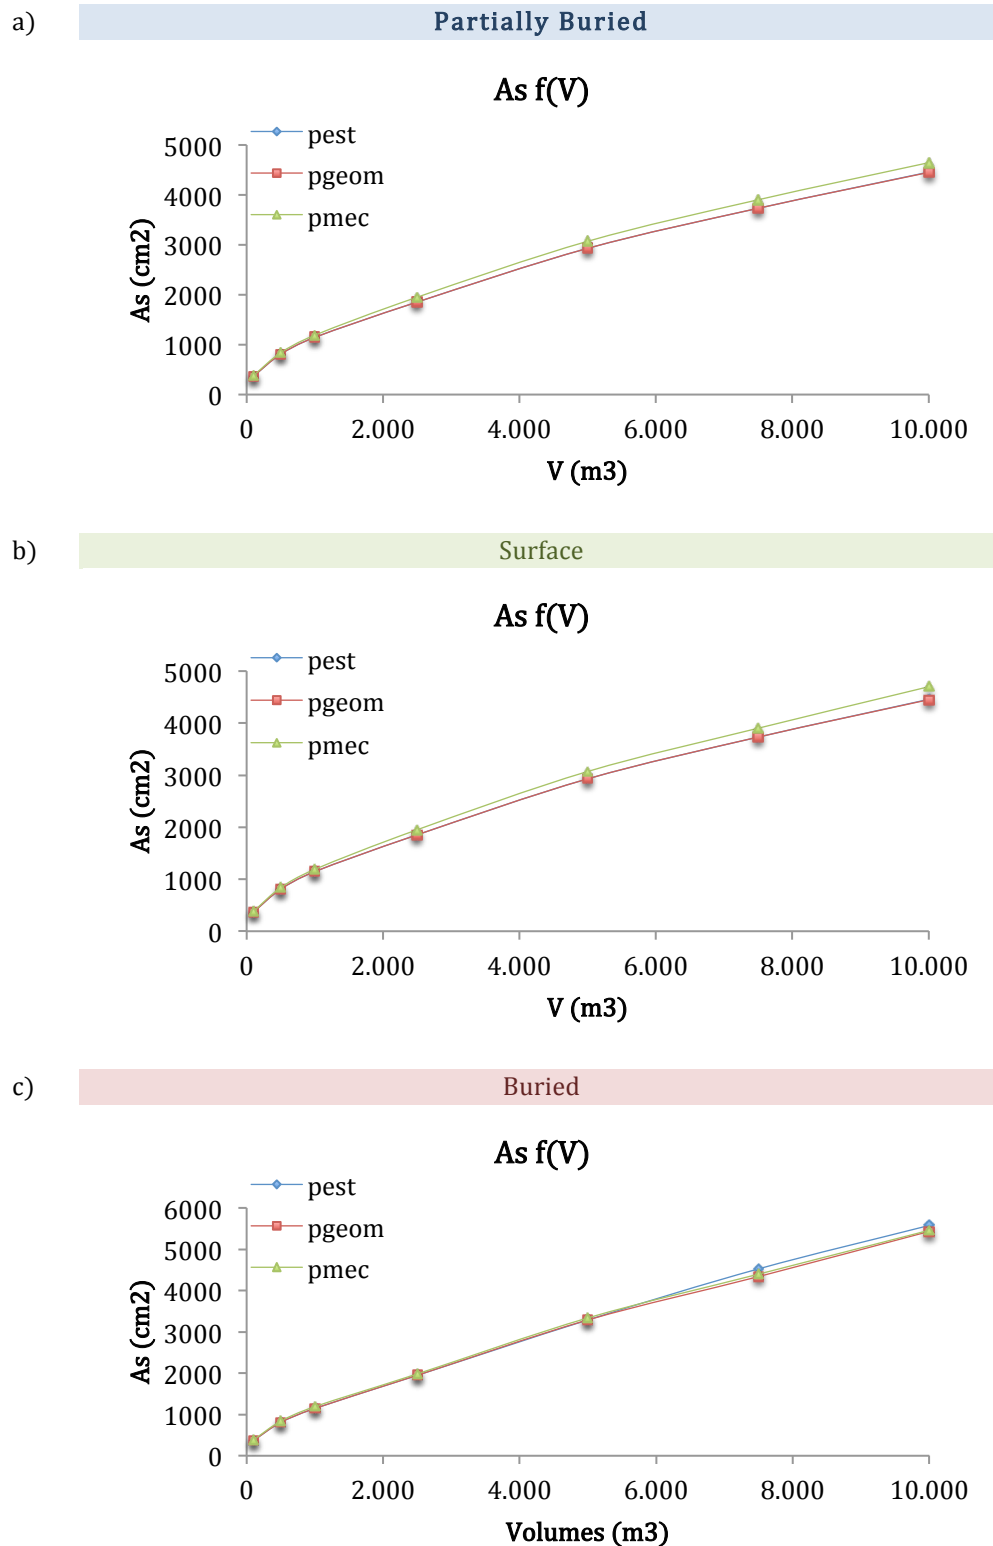 a)
Partially Buried
As f(V)
pest
pgeom
pmec
5000
4000
3000
2000
1000
0
As (cm2)
0 2.000 4.000 6.000 8.000 10.000
V (m3)
b)
Surface
As f(V)
pest
pgeom
pmec
5000
4000
3000
2000
1000
0
As (cm2)
0 2.000 4.000 6.000 8.000 10.000
V (m3)
c)
Buried
As f(V)
pest
pgeom
pmec
6000
5000
4000
3000
2000
1000
0
As (cm2)
0 2.000 4.000 6.000 8.000 10.000
Volumes (m3)